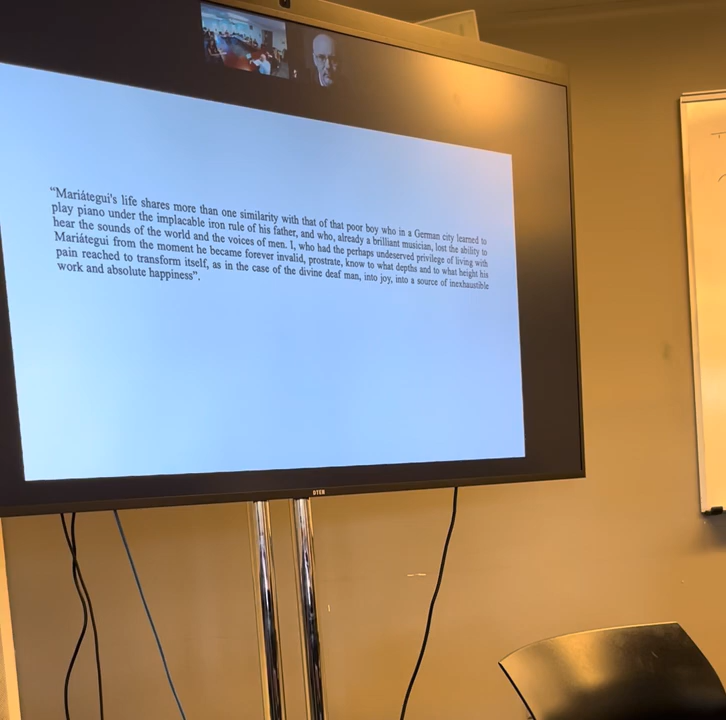 “Mariátegui's life shares more than one similarity with that of that poor boy who in a German city learned to
play piano under the implacable iron rule of his father, and who, already a brilliant musician, lost the ability to
hear the sounds of the world and the voices of men. I, who had the perhaps undeserved privilege of living with
Mariátegui from the moment he became forever invalid, prostrate, know to what depths and to what height his
pain reached to transform itself, as in the case of the divine deaf man, into joy, into a source of inexhaustible
work and absolute happiness”.
DTEN